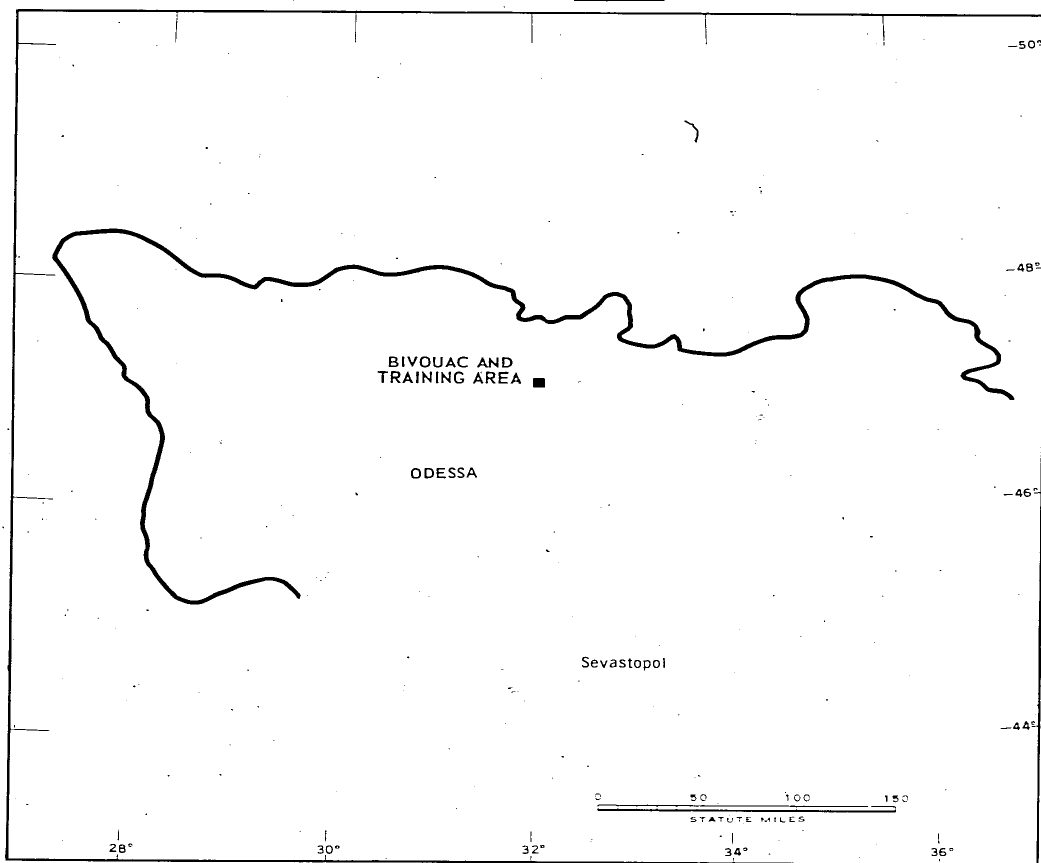 50°
48°
BIVOUAC AND
TRAINING AREA
ODESSA
46°
Sevastopol
44°
0 50 100 150
STATUTE MILES
28° 30° 32° 34° 36°